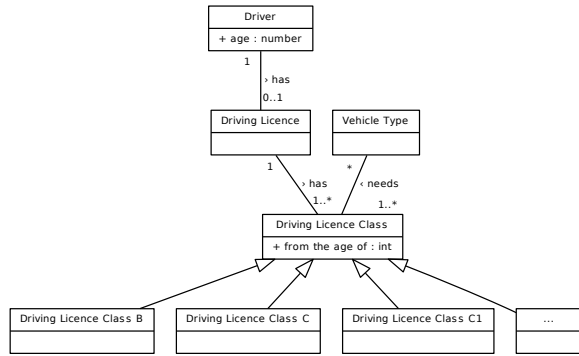 Driver
+ age : number
1
› has
0..1
Driving Licence
Vehicle Type
1
*
› has
‹ needs
1..*
1..*
Driving Licence Class
+ from the age of : int
Driving Licence Class B
Driving Licence Class C
Driving Licence Class C1
...